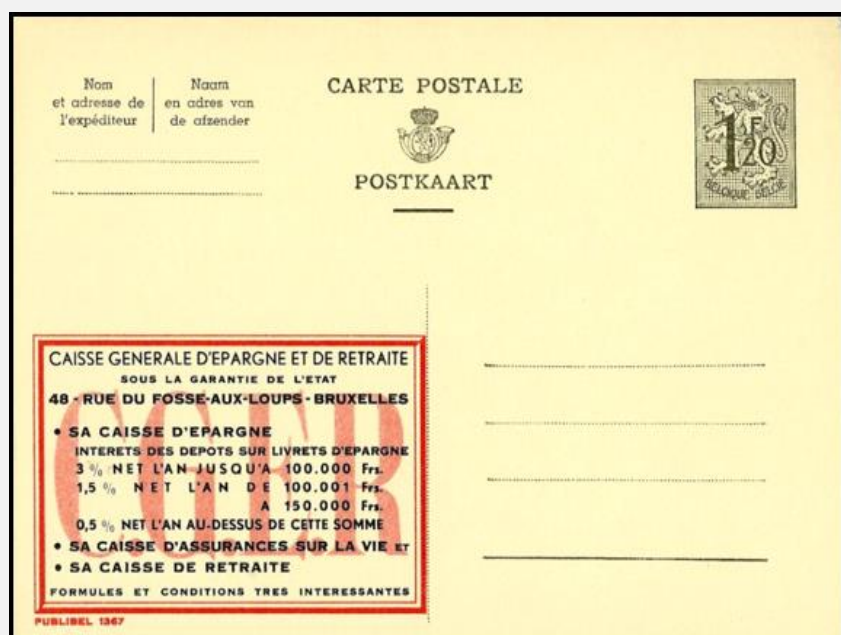 Nom
et adresse de
l'expéditeur
Naam
en adres van
de afzender
CARTE POSTALE
POSTKAART
1F20
BELGIQUE BELGIË
C.G.E.R
CAISSE GENERALE D'EPARGNE ET DE RETRAITE
SOUS LA GARANTIE DE L'ETAT
48 - RUE DU FOSSE-AUX-LOUPS - BRUXELLES
• SA CAISSE D'EPARGNE
INTERETS DES DEPOTS SUR LIVRETS D'EPARGNE
3 % NET L'AN JUSQU'A 100.000 Frs.
1,5 % NET L'AN DE 100.001 Frs.
A 150.000 Frs.
0,5 % NET L'AN AU-DESSUS DE CETTE SOMME
• SA CAISSE D'ASSURANCES SUR LA VIE ET
• SA CAISSE DE RETRAITE
FORMULES ET CONDITIONS TRES INTERESSANTES
PUBLIBEL 1367